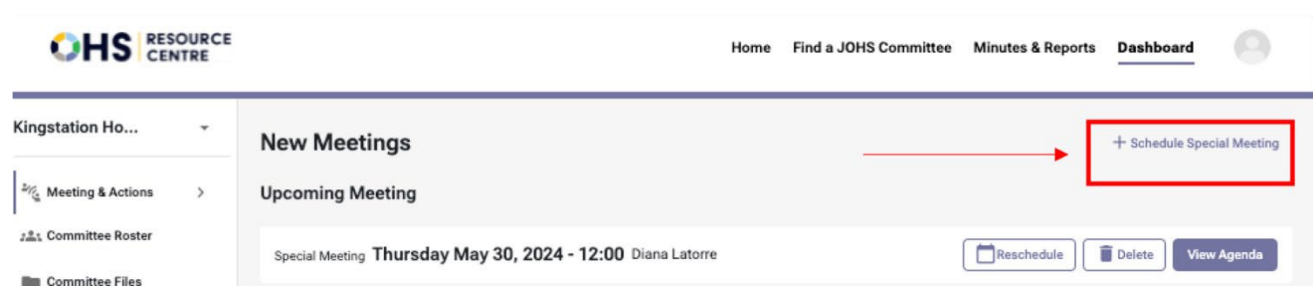 OHS RESOURCE CENTRE
Home Find a JOHS Committee Minutes & Reports Dashboard
Kingstation Ho...
New Meetings
+ Schedule Special Meeting
Meeting & Actions
Upcoming Meeting
Committee Roster
Special Meeting Thursday May 30, 2024 - 12:00 Diana Latorre
Reschedule Delete View Agenda
Committee Files